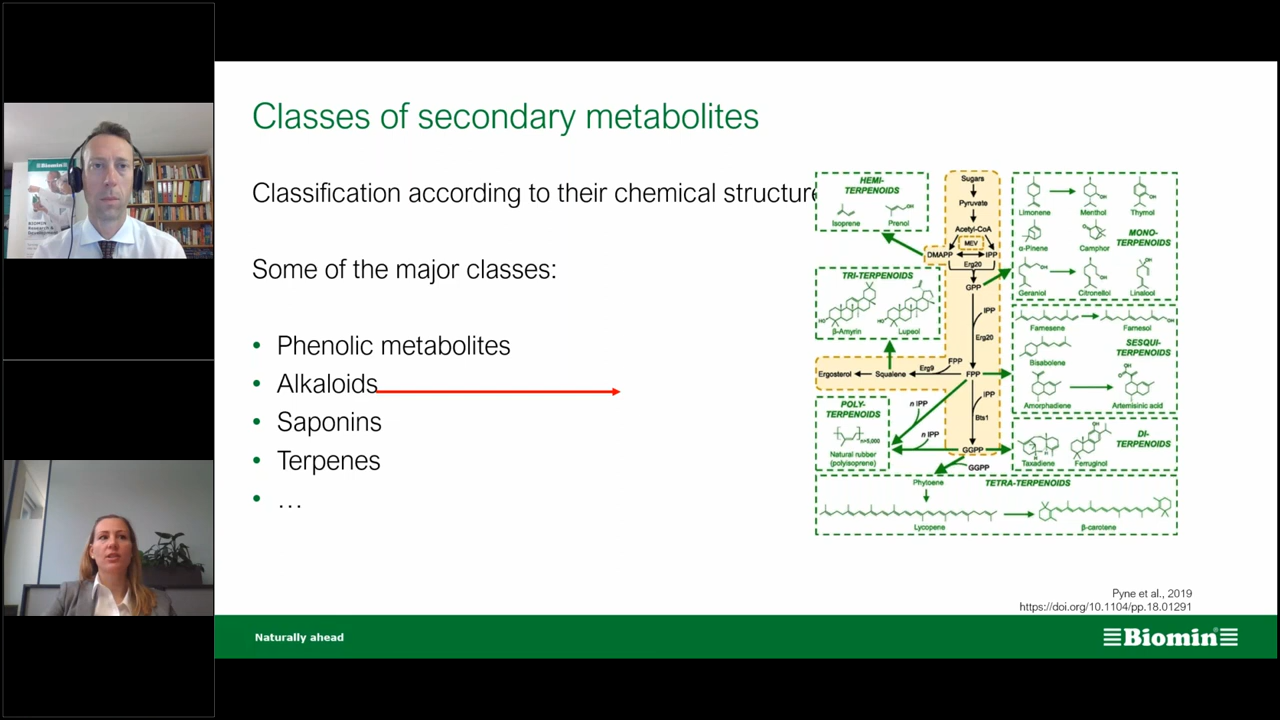 Classes of secondary metabolites
Classification according to their chemical structure
Some of the major classes:
• Phenolic metabolites
• Alkaloids
• Saponins
• Terpenes
• …
HEMI-
TERPENOIDS
Isoprene
Prenol
Sugars
Pyruvate
Acetyl-CoA
MEV
DMAPP
IPP
Erg20
GPP
IPP
Erg20
FPP
Erg9
Squalene
Ergosterol
FPP
IPP
Bts1
GGPP
n IPP
n IPP
GGPP
Limonene
Menthol
Thymol
α-Pinene
Camphor
MONO-
TERPENOIDS
Geraniol
Citronellol
Linalool
TRI-TERPENOIDS
β-Amyrin
Lupeol
Farnesene
Farnesol
Bisabolene
SESQUI-
TERPENOIDS
Amorphadiene
Artemisinic acid
POLY-
TERPENOIDS
n=5,000
Natural rubber
(polyisoprene)
DI-
TERPENOIDS
Taxadiene
Ferruginol
Phytoene
TETRA-TERPENOIDS
Lycopene
β-carotene
Pyne et al., 2019
https://doi.org/10.1104/pp.18.01291
Naturally ahead
Biomin
Biomin